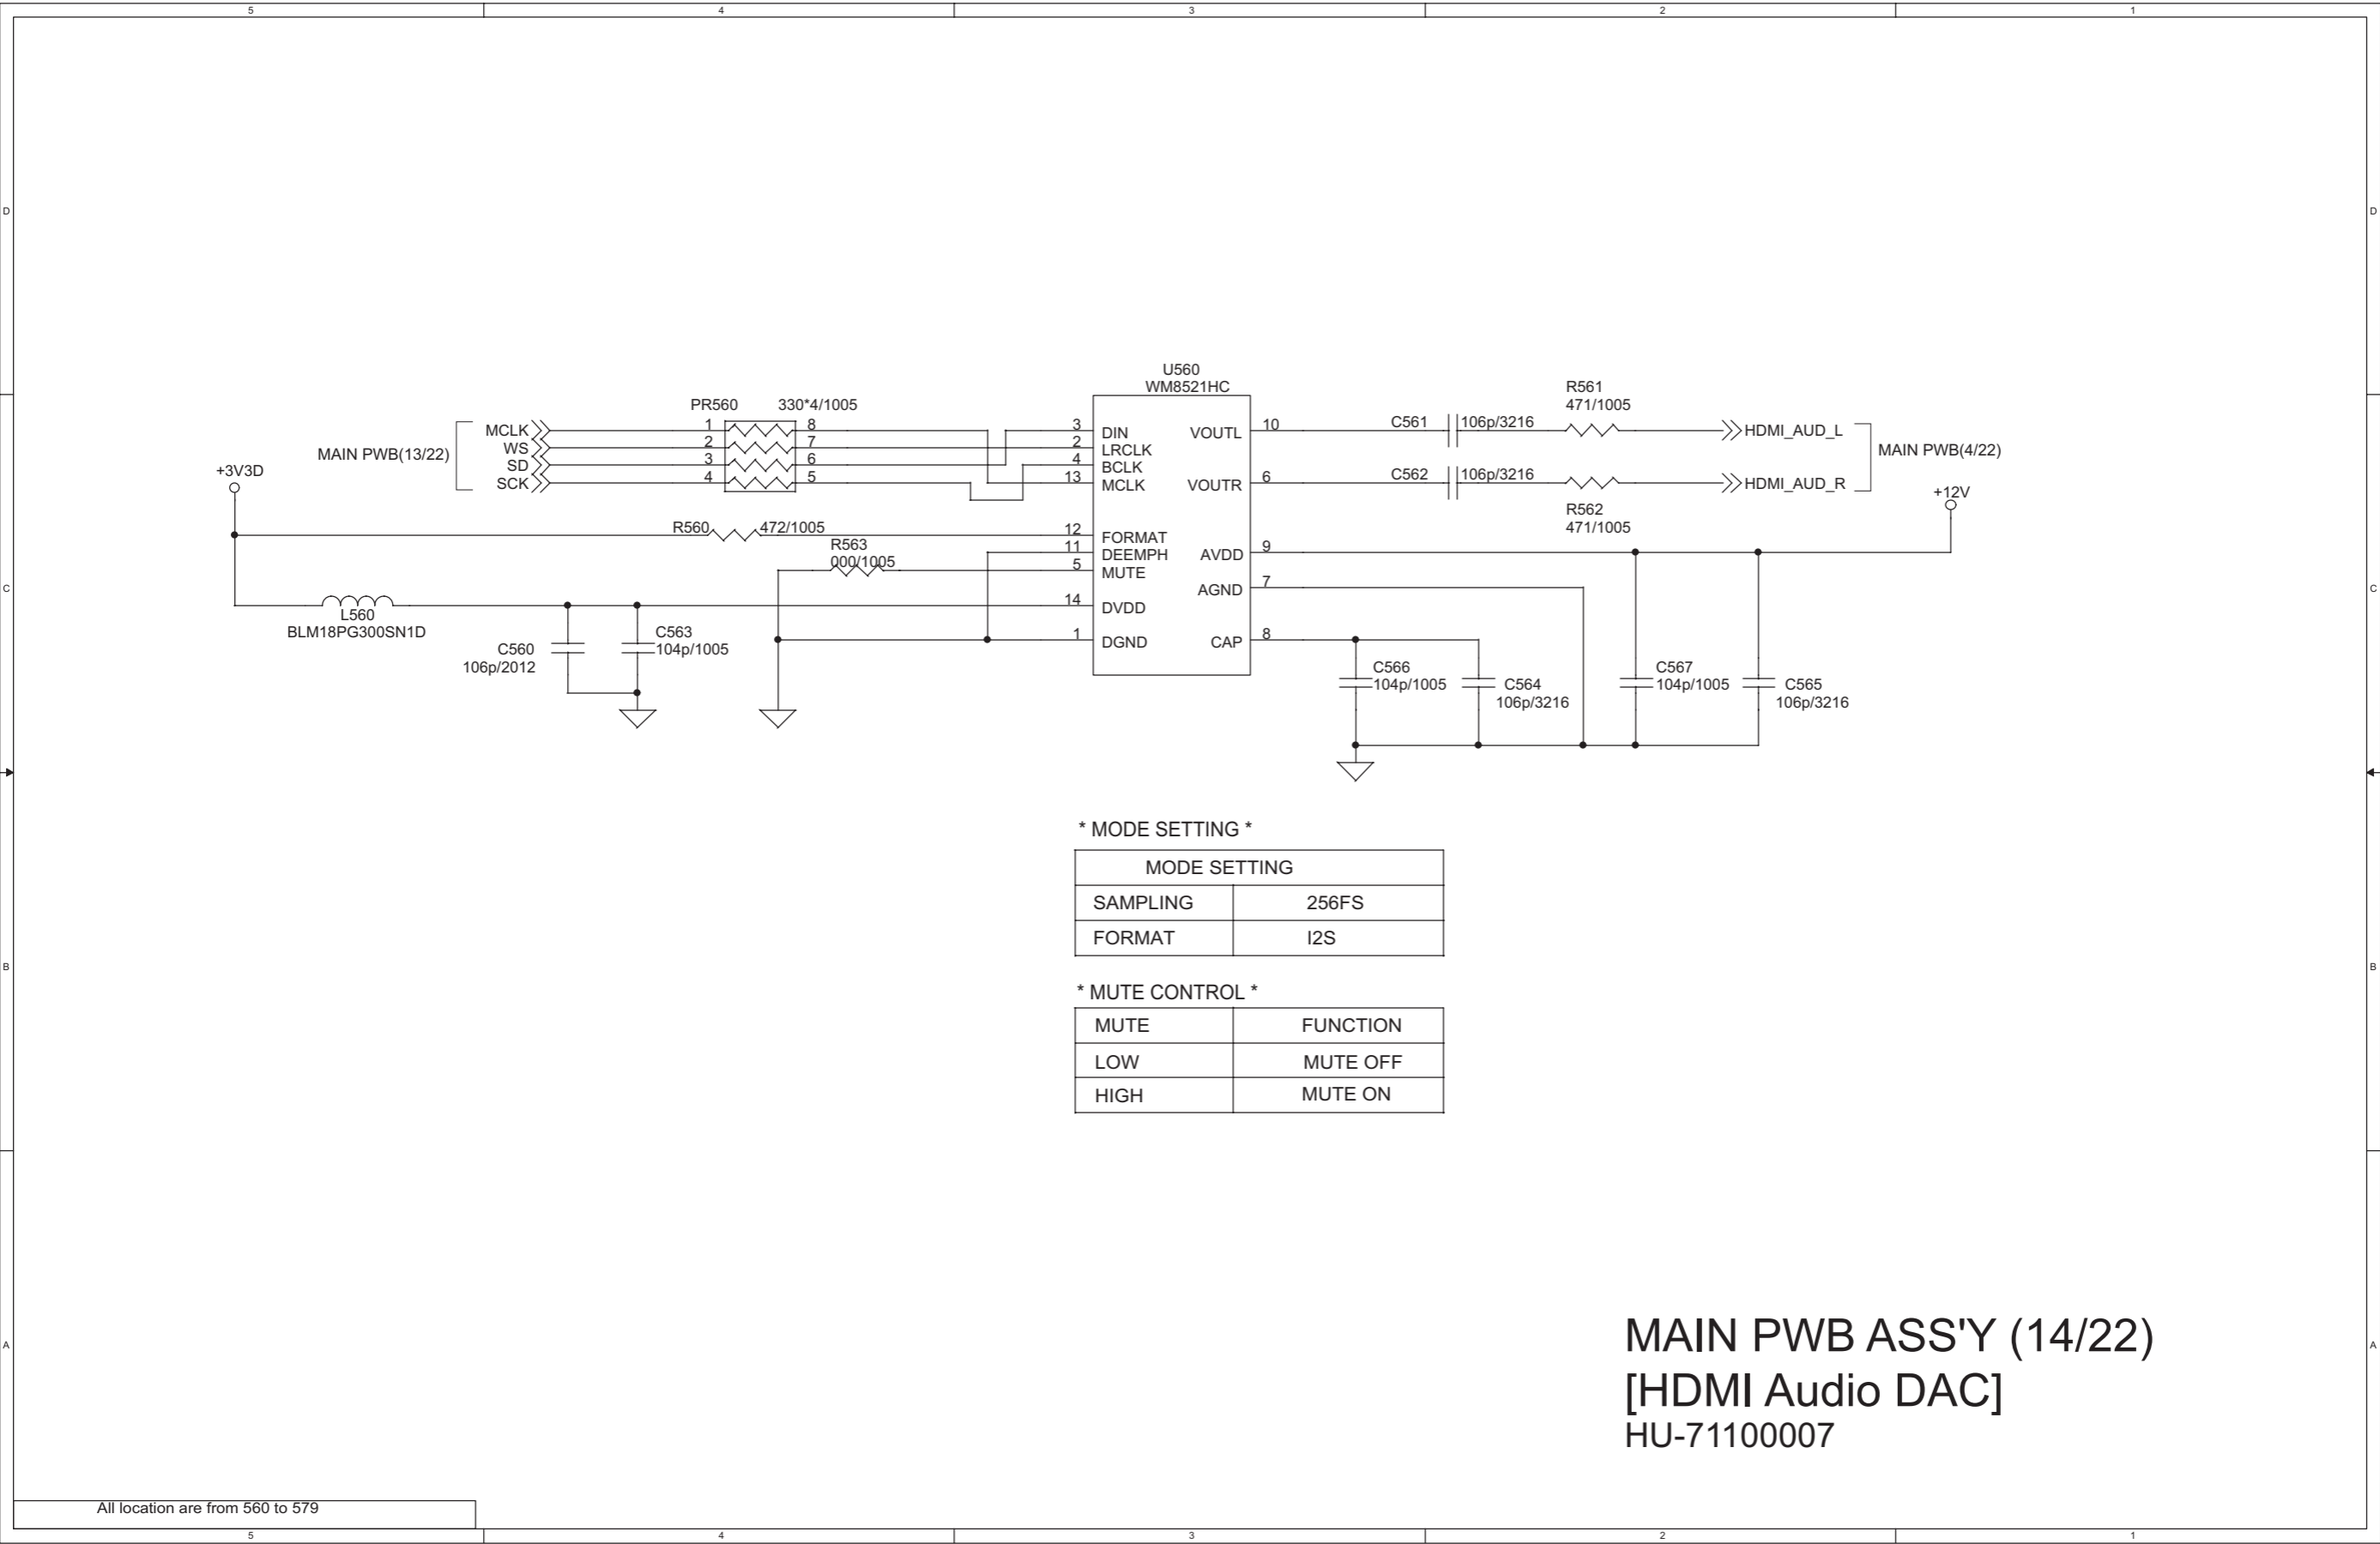 5 4 3 2 1
D D
U560
WM8521HC
PR560 330*4/1005
R561
471/1005
MAIN PWB(13/22)
MCLK 1 8
WS 2 7
SD 3 6
SCK 4 5
3 DIN
2 LRCLK
4 BCLK
13 MCLK
VOUTL 10
VOUTR 6
C561 106p/3216
HDMI_AUD_L
MAIN PWB(4/22)
C562 106p/3216
HDMI_AUD_R
R562
471/1005
+3V3D
+12V
R560 472/1005
R563
000/1005
12 FORMAT
11 DEEMPH
5 MUTE
14 DVDD
1 DGND
AVDD 9
AGND 7
CAP 8
C C
L560
BLM18PG300SN1D
C560
106p/2012
C563
104p/1005
C566
104p/1005
C564
106p/3216
C567
104p/1005
C565
106p/3216
* MODE SETTING *
MODE SETTING
SAMPLING 256FS
FORMAT I2S
B B
* MUTE CONTROL *
MUTE FUNCTION
LOW MUTE OFF
HIGH MUTE ON
A A
MAIN PWB ASS'Y (14/22)
[HDMI Audio DAC]
HU-71100007
All location are from 560 to 579
5 4 3 2 1